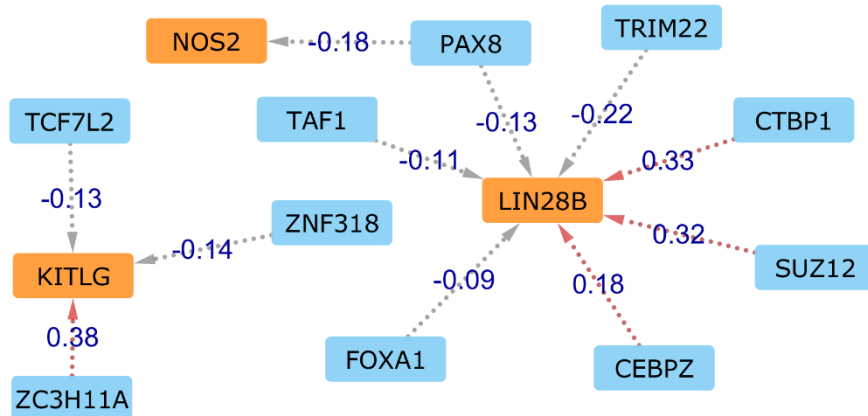 NOS2
-0.18
PAX8
TRIM22
TCF7L2
TAF1
-0.13
-0.22
CTBP1
-0.11
0.33
-0.13
ZNF318
LIN28B
-0.14
0.32
KITLG
-0.09
0.18
SUZ12
0.38
FOXA1
CEBPZ
ZC3H11A